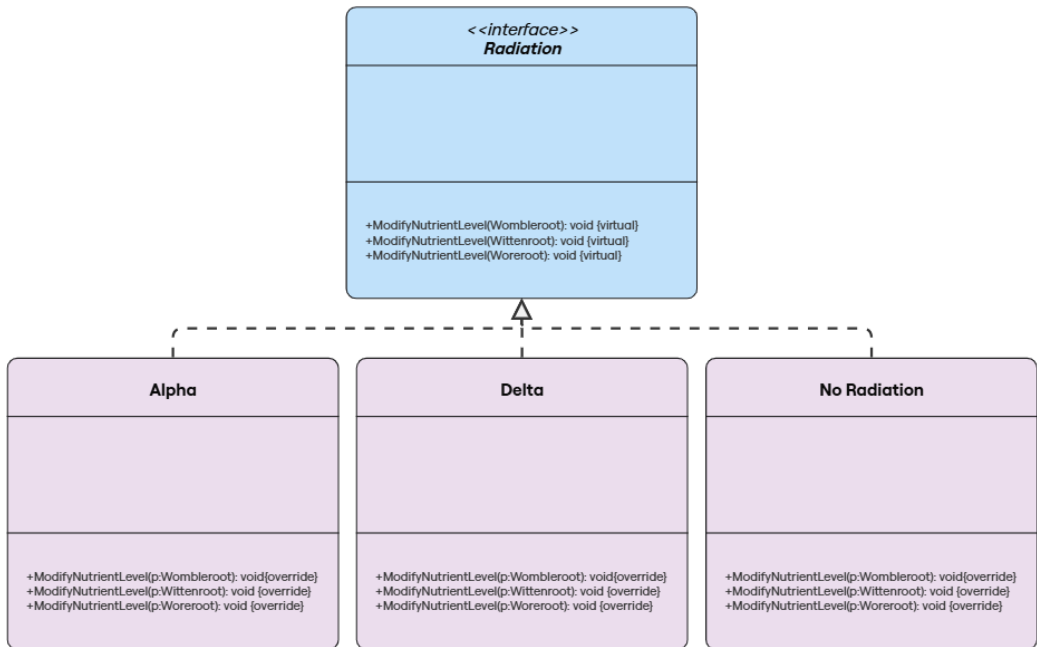 <<interface>>
Radiation
+ModifyNutrientLevel(Wombleroot): void {virtual}
+ModifyNutrientLevel(Wittenroot): void {virtual}
+ModifyNutrientLevel(Woreroot): void {virtual}
Alpha
+ModifyNutrientLevel(p:Wombleroot): void{override}
+ModifyNutrientLevel(p:Wittenroot): void {override}
+ModifyNutrientLevel(p:Woreroot): void {override}
Delta
+ModifyNutrientLevel(p:Wombleroot): void{override}
+ModifyNutrientLevel(p:Wittenroot): void {override}
+ModifyNutrientLevel(p:Woreroot): void {override}
No Radiation
+ModifyNutrientLevel(p:Wombleroot): void{override}
+ModifyNutrientLevel(p:Wittenroot): void {override}
+ModifyNutrientLevel(p:Woreroot): void {override}